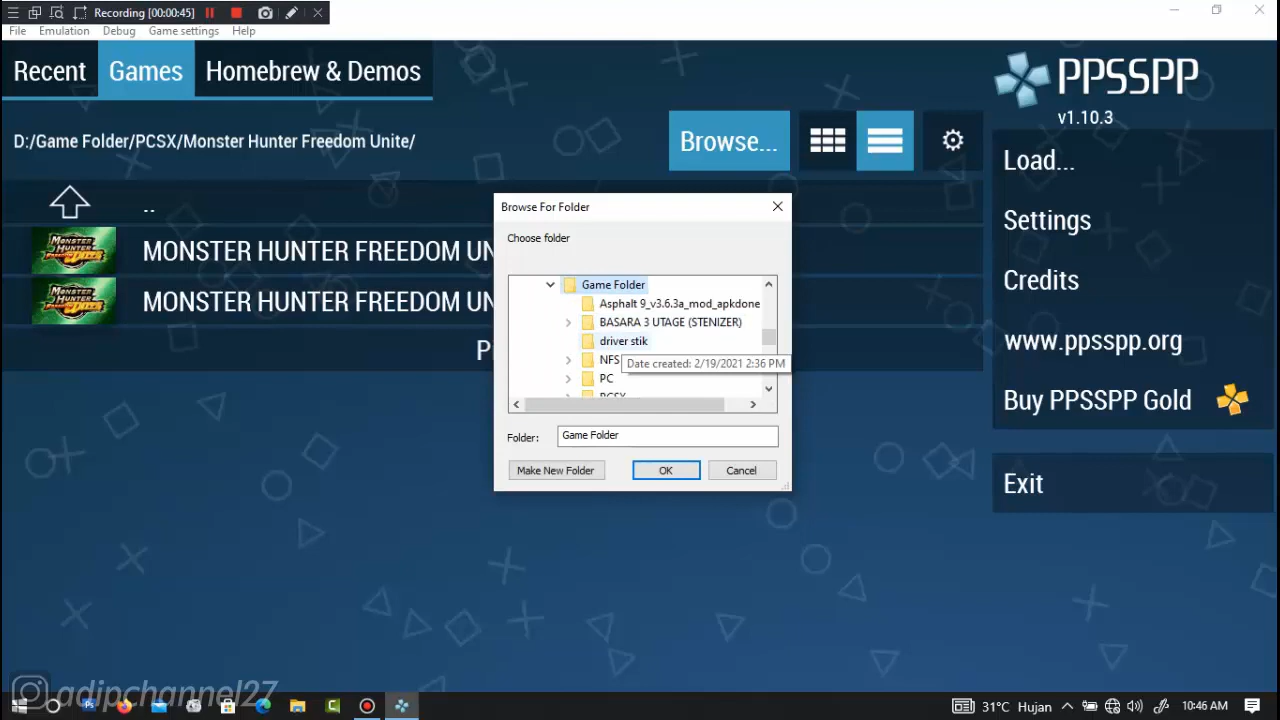 Recording [00:00:45]
File Emulation Debug Game settings Help
Recent Games Homebrew & Demos
PPSSPP
v1.10.3
D:/Game Folder/PCSX/Monster Hunter Freedom Unite/
Browse...
..
MONSTER HUNTER FREEDOM UN
MONSTER HUNTER FREEDOM UN
Pi
Browse For Folder
Choose folder
Game Folder
Asphalt 9_v3.6.3a_mod_apkdone
BASARA 3 UTAGE (STENIZER)
driver stik
NFS
Date created: 2/19/2021 2:36 PM
PC
PCSX
Folder: Game Folder
Make New Folder OK Cancel
Load...
Settings
Credits
www.ppsspp.org
Buy PPSSPP Gold
Exit
adipchannel27
31°C Hujan 10:46 AM